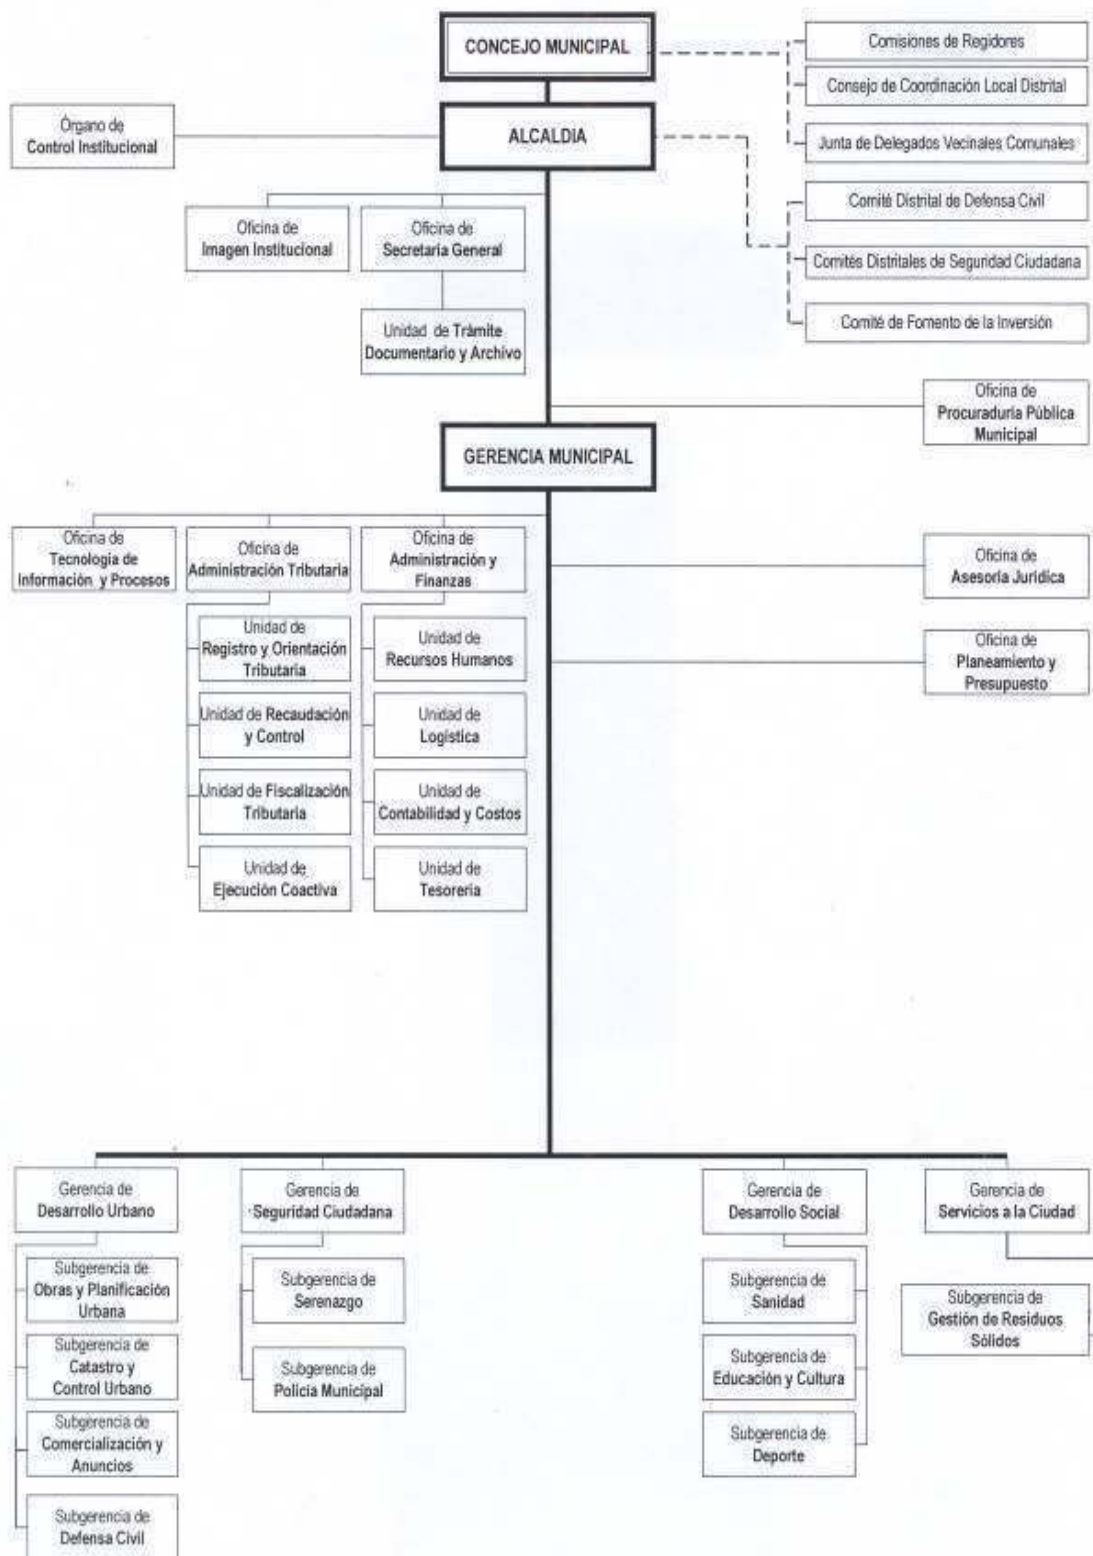 CONCEJO MUNICIPAL
Comisiones de Regidores
Consejo de Coordinación Local Distrital
Junta de Delegados Vecinales Comunales
Órgano de
Control Institucional
ALCALDIA
Comité Distrital de Defensa Civil
Comités Distritales de Seguridad Ciudadana
Comité de Fomento de la Inversión
Oficina de
Imagen Institucional
Oficina de
Secretaría General
Unidad de Trámite
Documentario y Archivo
Oficina de
Procuraduría Pública
Municipal
GERENCIA MUNICIPAL
Oficina de
Tecnología de
Información y Procesos
Oficina de
Administración Tributaria
Oficina de
Administración y
Finanzas
Oficina de
Asesoría Jurídica
Oficina de
Planeamiento y
Presupuesto
Unidad de
Registro y Orientación
Tributaria
Unidad de Recaudación
y Control
Unidad de Fiscalización
Tributaria
Unidad de
Ejecución Coactiva
Unidad de
Recursos Humanos
Unidad de
Logística
Unidad de
Contabilidad y Costos
Unidad de
Tesorería
Gerencia de
Desarrollo Urbano
Subgerencia de
Obras y Planificación
Urbana
Subgerencia de
Catastro y
Control Urbano
Subgerencia de
Comercialización y
Anuncios
Subgerencia de
Defensa Civil
Gerencia de
Seguridad Ciudadana
Subgerencia de
Serenazgo
Subgerencia de
Policía Municipal
Gerencia de
Desarrollo Social
Subgerencia de
Sanidad
Subgerencia de
Educación y Cultura
Subgerencia de
Deporte
Gerencia de
Servicios a la Ciudad
Subgerencia de
Gestión de Residuos
Sólidos